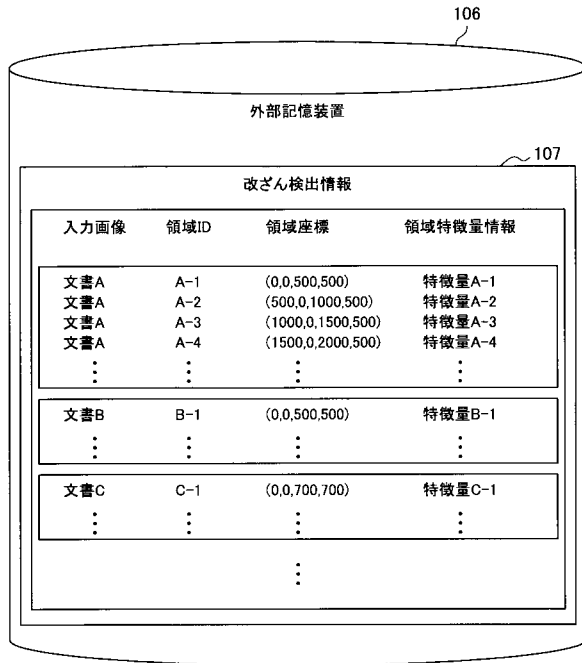 106
外部記憶装置
107
改ざん検出情報
入力画像 領域ID 領域座標 領域特徴量情報
文書A A-1 (0,0,500,500) 特徴量A-1
文書A A-2 (500,0,1000,500) 特徴量A-2
文書A A-3 (1000,0,1500,500) 特徴量A-3
文書A A-4 (1500,0,2000,500) 特徴量A-4
文書B B-1 (0,0,500,500) 特徴量B-1
文書C C-1 (0,0,700,700) 特徴量C-1